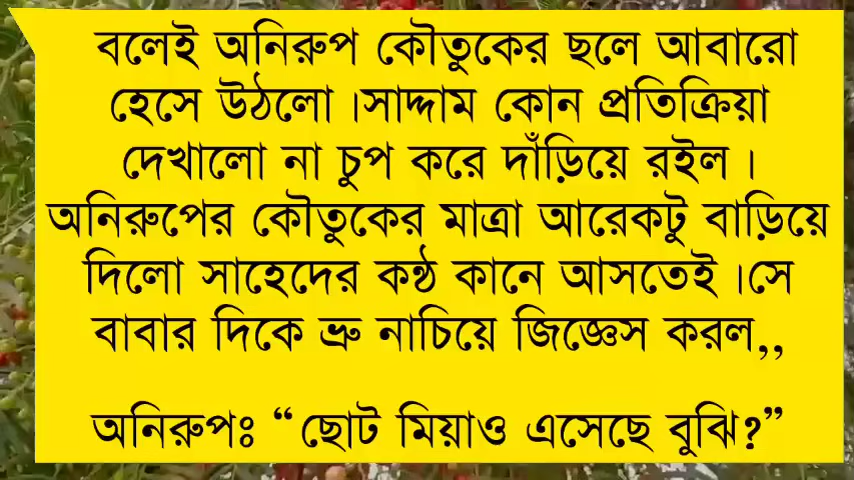 বলেই অনিরুপ কৌতুকের ছলে আবারো
হেসে উঠলো।সাদ্দাম কোন প্রতিক্রিয়া
দেখালো না চুপ করে দাঁড়িয়ে রইল।
অনিরুপের কৌতুকের মাত্রা আরেকটু বাড়িয়ে
দিলো সাহেদের কন্ঠ কানে আসতেই।সে
বাবার দিকে ভ্রু নাচিয়ে জিজ্ঞেস করল,,
অনিরুপঃ “ছোট মিয়াও এসেছে বুঝি?”